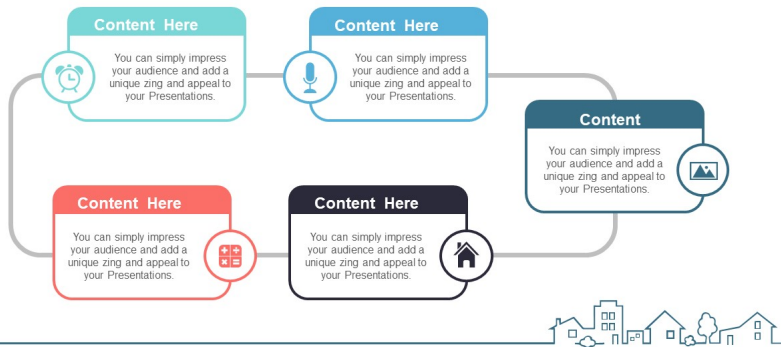 Content Here
You can simply impress
your audience and add a
unique zing and appeal to
your Presentations.
Content Here
You can simply impress
your audience and add a
unique zing and appeal to
your Presentations.
Content
You can simply impress
your audience and add a
unique zing and appeal to
your Presentations.
Content Here
You can simply impress
your audience and add a
unique zing and appeal to
your Presentations.
Content Here
You can simply impress
your audience and add a
unique zing and appeal to
your Presentations.